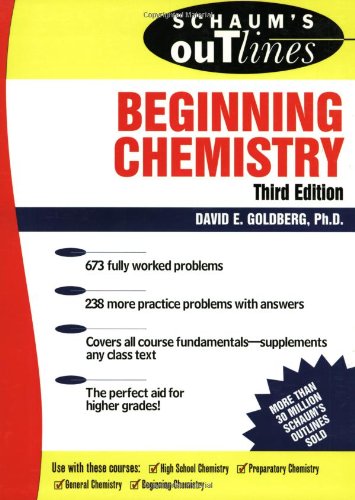 SCHAUM'S
ouTlines
BEGINNING
CHEMISTRY
Third Edition
DAVID E. GOLDBERG, Ph.D.
673 fully worked problems
238 more practice problems with answers
Covers all course fundamentals—supplements
any class text
The perfect aid for
higher grades!
MORE THAN
30 MILLION
SCHAUM'S
OUTLINES
SOLD
Use with these courses: ☑ High School Chemistry ☑ Preparatory Chemistry
☑ General Chemistry ☑ Beginning Chemistry